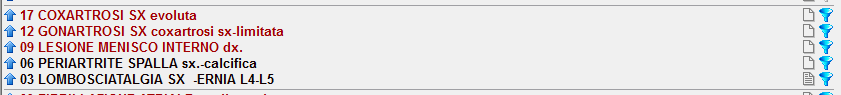 17 COXARTROSI SX evoluta
12 GONARTROSI SX coxartrosi sx-limitata
09 LESIONE MENISCO INTERNO dx.
06 PERIARTRITE SPALLA sx.-calcifica
03 LOMBOSCIATALGIA SX -ERNIA L4-L5